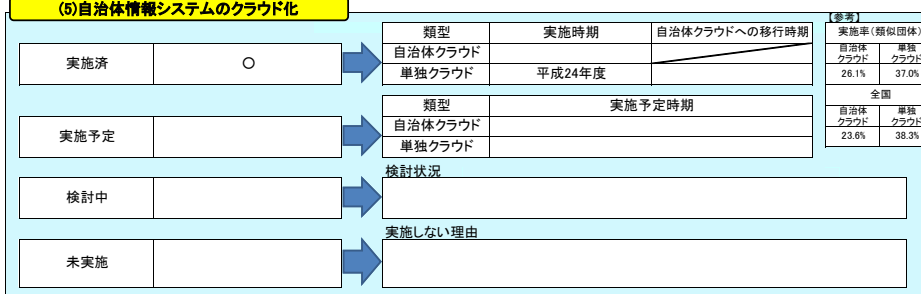 (5)自治体情報システムのクラウド化
実施済 ○
類型 実施時期 自治体クラウドへの移行時期
自治体クラウド
単独クラウド 平成24年度
【参考】
実施率(類似団体)
自治体クラウド 単独クラウド
26.1% 37.0%
全国
自治体クラウド 単独クラウド
23.6% 38.3%
実施予定
類型 実施予定時期
自治体クラウド
単独クラウド
検討中
検討状況
未実施
実施しない理由